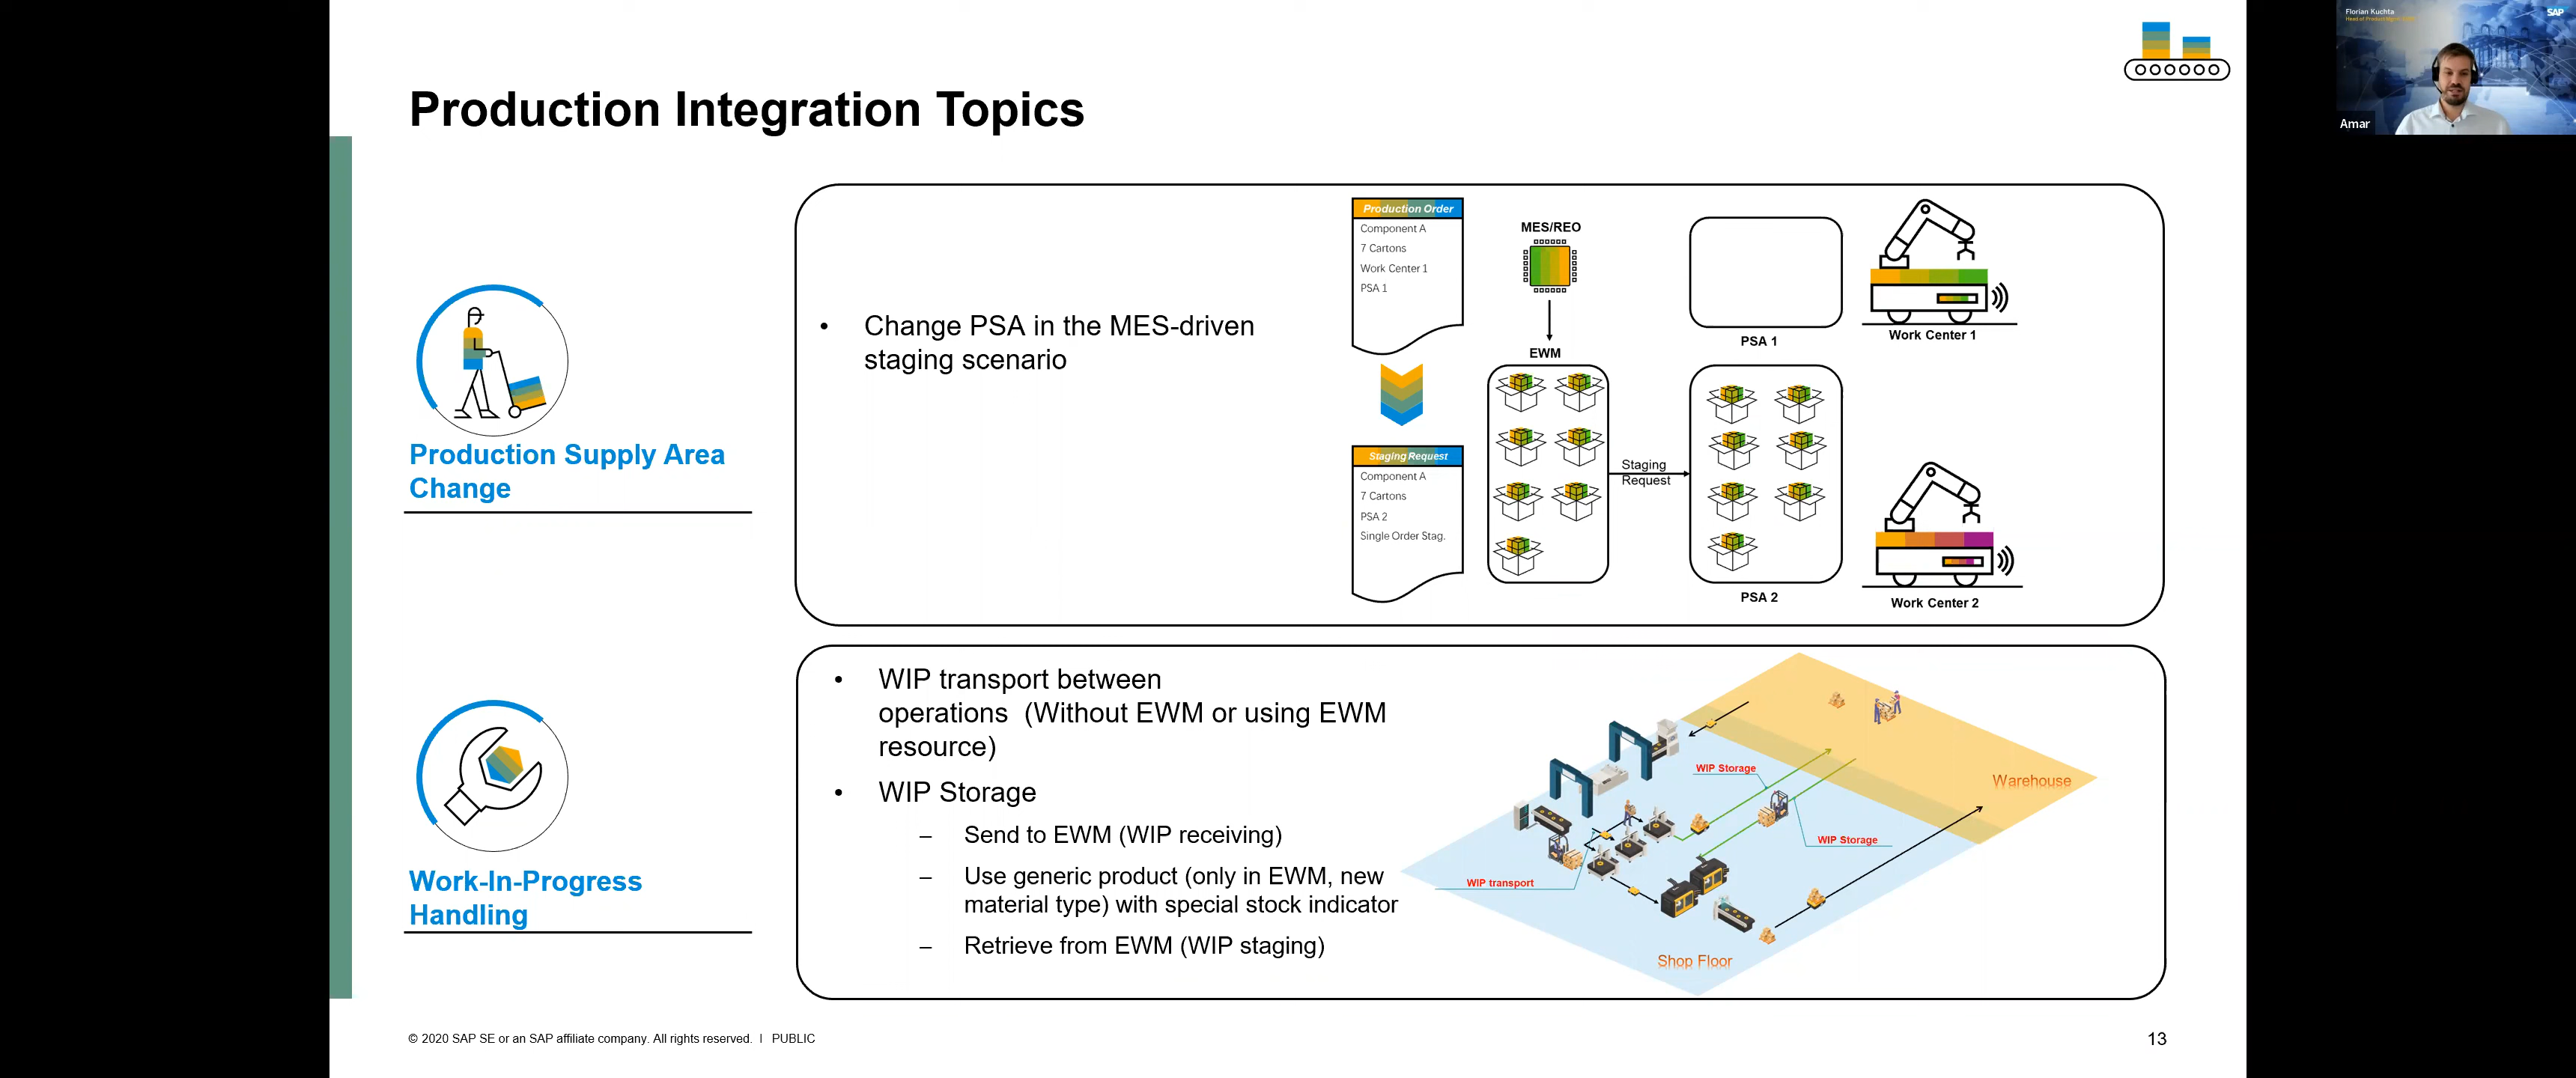 Florian Kuchta
SAP
Amar
Production Integration Topics
Production Supply Area
Change
• Change PSA in the MES-driven
staging scenario
Production Order
Component A
7 Cartons
Work Center 1
PSA 1
Staging Request
Component A
7 Cartons
PSA 2
Single Order Stag.
MES/REO
EWM
Staging
Request
PSA 1
Work Center 1
PSA 2
Work Center 2
Work-In-Progress
Handling
• WIP transport between
operations (Without EWM or using EWM
resource)
• WIP Storage
– Send to EWM (WIP receiving)
– Use generic product (only in EWM, new
material type) with special stock indicator
– Retrieve from EWM (WIP staging)
WIP Storage
Warehouse
WIP Storage
WIP transport
Shop Floor
© 2020 SAP SE or an SAP affiliate company. All rights reserved. I PUBLIC
13